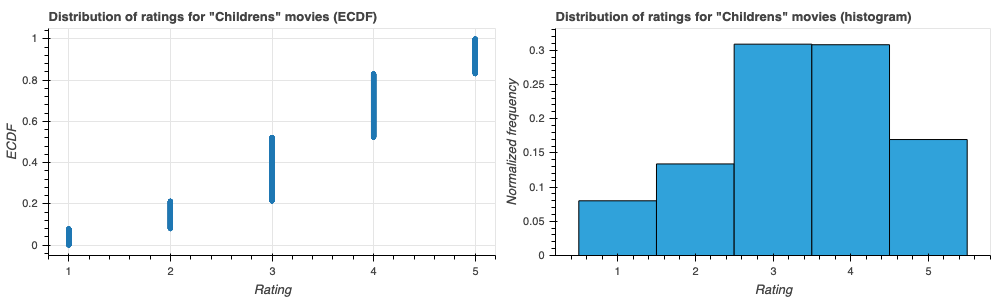 Distribution of ratings for "Childrens" movies (ECDF)
1
0.8
0.6
0.4
0.2
0
ECDF
1 2 3 4 5
Rating
Distribution of ratings for "Childrens" movies (histogram)
0.3
0.25
0.2
0.15
0.1
0.05
0
Normalized frequency
1 2 3 4 5
Rating